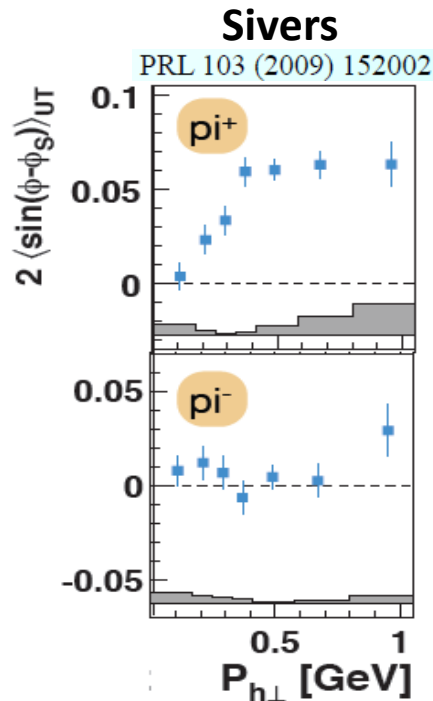 Sivers
PRL 103 (2009) 152002
2 ⟨sin(ϕ-ϕS)⟩UT
0.1
pi+
0.05
0
0.05
pi-
0
-0.05
0.5 1
Ph⊥ [GeV]